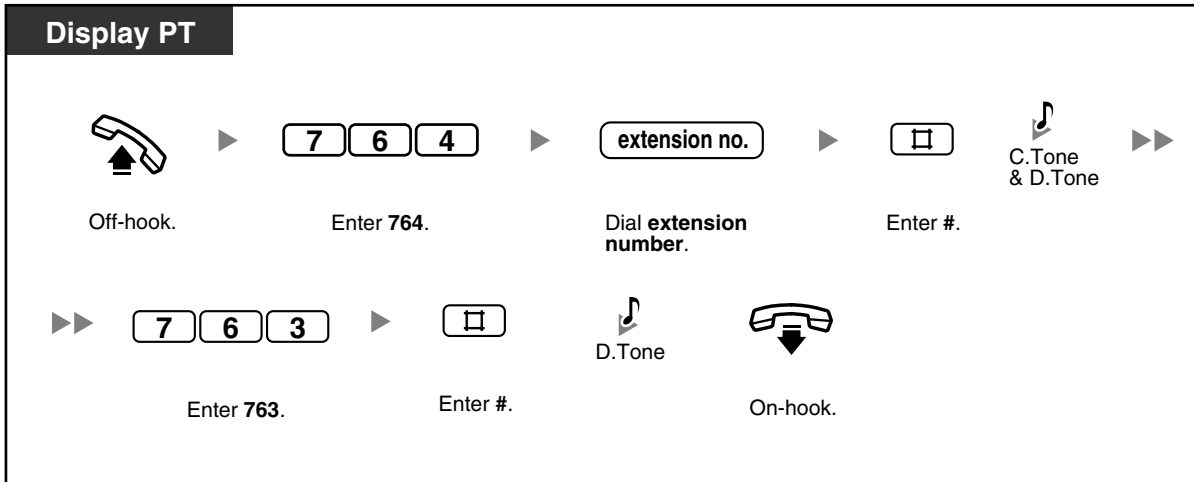 Display PT
7 6 4
extension no.
#
C.Tone
& D.Tone
Off-hook.
Enter 764.
Dial extension
number.
Enter #.
7 6 3
#
D.Tone
Enter 763.
Enter #.
On-hook.